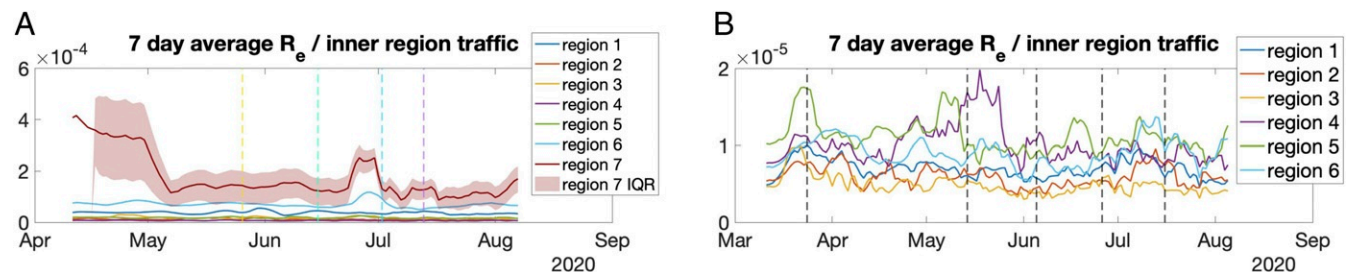 A
7 day average Re / inner region traffic
×10-4
6
4
2
0
Apr
May
Jun
Jul
Aug
Sep
2020
region 1
region 2
region 3
region 4
region 5
region 6
region 7
region 7 IQR
B
7 day average Re / inner region traffic
×10-5
2
1
0
Mar
Apr
May
Jun
Jul
Aug
Sep
2020
region 1
region 2
region 3
region 4
region 5
region 6